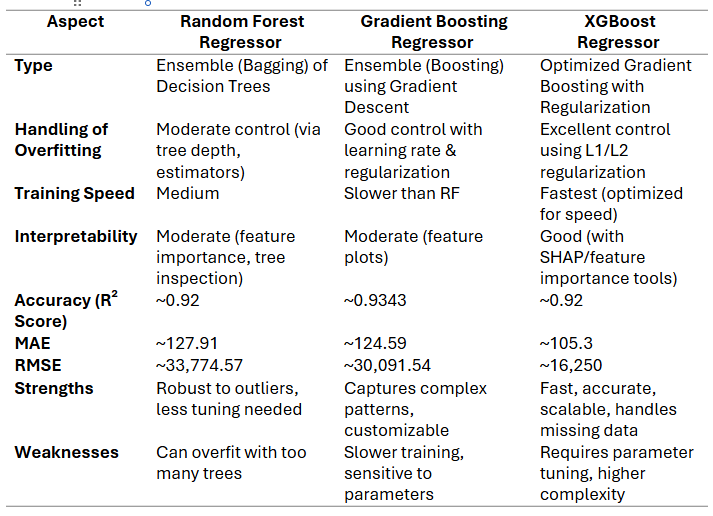 Aspect Random Forest Regressor Gradient Boosting Regressor XGBoost Regressor
Type Ensemble (Bagging) of Decision Trees Ensemble (Boosting) using Gradient Descent Optimized Gradient Boosting with Regularization
Handling of Overfitting Moderate control (via tree depth, estimators) Good control with learning rate & regularization Excellent control using L1/L2 regularization
Training Speed Medium Slower than RF Fastest (optimized for speed)
Interpretability Moderate (feature importance, tree inspection) Moderate (feature plots) Good (with SHAP/feature importance tools)
Accuracy (R² Score) ~0.92 ~0.9343 ~0.92
MAE ~127.91 ~124.59 ~105.3
RMSE ~33,774.57 ~30,091.54 ~16,250
Strengths Robust to outliers, less tuning needed Captures complex patterns, customizable Fast, accurate, scalable, handles missing data
Weaknesses Can overfit with too many trees Slower training, sensitive to parameters Requires parameter tuning, higher complexity